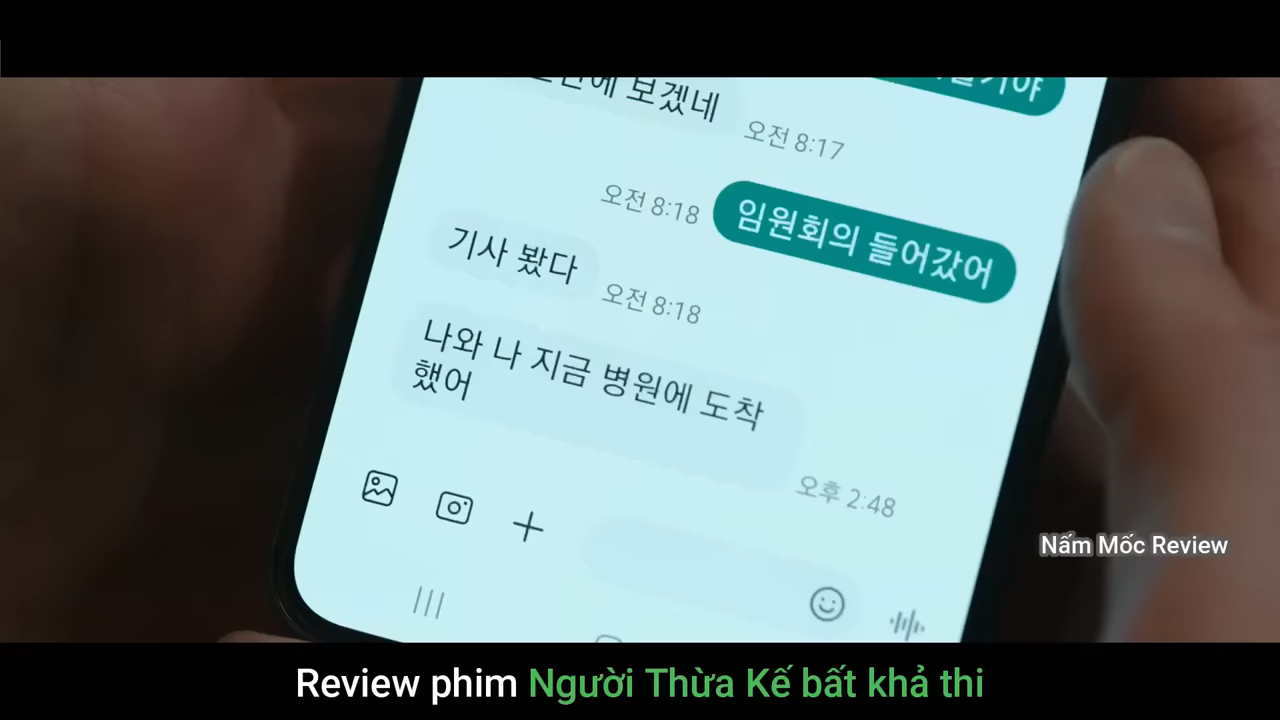 보겠네
오전 8:17
오전 8:18
임원회의 들어갔어
기사 봤다
오전 8:18
나와 나 지금 병원에 도착
했어
오후 2:48
Nấm Mốc Review
Review phim Người Thừa Kế bất khả thi